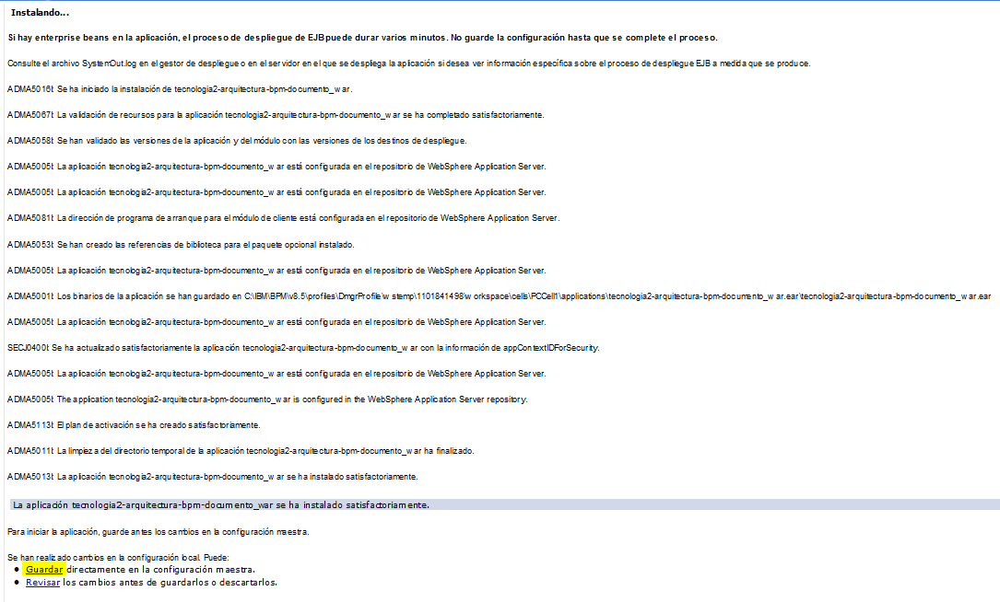 Instalando...
Si hay enterprise beans en la aplicación, el proceso de despliegue de EJB puede durar varios minutos. No guarde la configuración hasta que se complete el proceso.
Consulte el archivo SystemOut.log en el gestor de despliegue o en el servidor en el que se despliega la aplicación si desea ver información específica sobre el proceso de despliegue EJB a medida que se produce.
ADMA5016I: Se ha iniciado la instalación de tecnologia2-arquitectura-bpm-documento_war.
ADMA5067I: La validación de recursos para la aplicación tecnologia2-arquitectura-bpm-documento_war se ha completado satisfactoriamente.
ADMA5058I: Se han validado las versiones de la aplicación y del módulo con las versiones de los destinos de despliegue.
ADMA5005I: La aplicación tecnologia2-arquitectura-bpm-documento_war está configurada en el repositorio de WebSphere Application Server.
ADMA5005I: La aplicación tecnologia2-arquitectura-bpm-documento_war está configurada en el repositorio de WebSphere Application Server.
ADMA5081I: La dirección de programa de arranque para el módulo de cliente está configurada en el repositorio de WebSphere Application Server.
ADMA5053I: Se han creado las referencias de biblioteca para el paquete opcional instalado.
ADMA5005I: La aplicación tecnologia2-arquitectura-bpm-documento_war está configurada en el repositorio de WebSphere Application Server.
ADMA5001I: Los binarios de la aplicación se han guardado en C:\IBM\BPM\v8.5\profiles\DmgrProfile\wstemp\1101841498\workspace\cells\PCCell1\applications\tecnologia2-arquitectura-bpm-documento_war.ear\tecnologia2-arquitectura-bpm-documento_war.ear
ADMA5005I: La aplicación tecnologia2-arquitectura-bpm-documento_war está configurada en el repositorio de WebSphere Application Server.
SECJ0400I: Se ha actualizado satisfactoriamente la aplicación tecnologia2-arquitectura-bpm-documento_war con la información de appContextIDForSecurity.
ADMA5005I: La aplicación tecnologia2-arquitectura-bpm-documento_war está configurada en el repositorio de WebSphere Application Server.
ADMA5005I: The application tecnologia2-arquitectura-bpm-documento_war is configured in the WebSphere Application Server repository.
ADMA5113I: El plan de activación se ha creado satisfactoriamente.
ADMA5011I: La limpieza del directorio temporal de la aplicación tecnologia2-arquitectura-bpm-documento_war ha finalizado.
ADMA5013I: La aplicación tecnologia2-arquitectura-bpm-documento_war se ha instalado satisfactoriamente.
La aplicación tecnologia2-arquitectura-bpm-documento_war se ha instalado satisfactoriamente.
Para iniciar la aplicación, guarde antes los cambios en la configuración maestra.
Se han realizado cambios en la configuración local. Puede:
• Guardar directamente en la configuración maestra.
• Revisar los cambios antes de guardarlos o descartarlos.